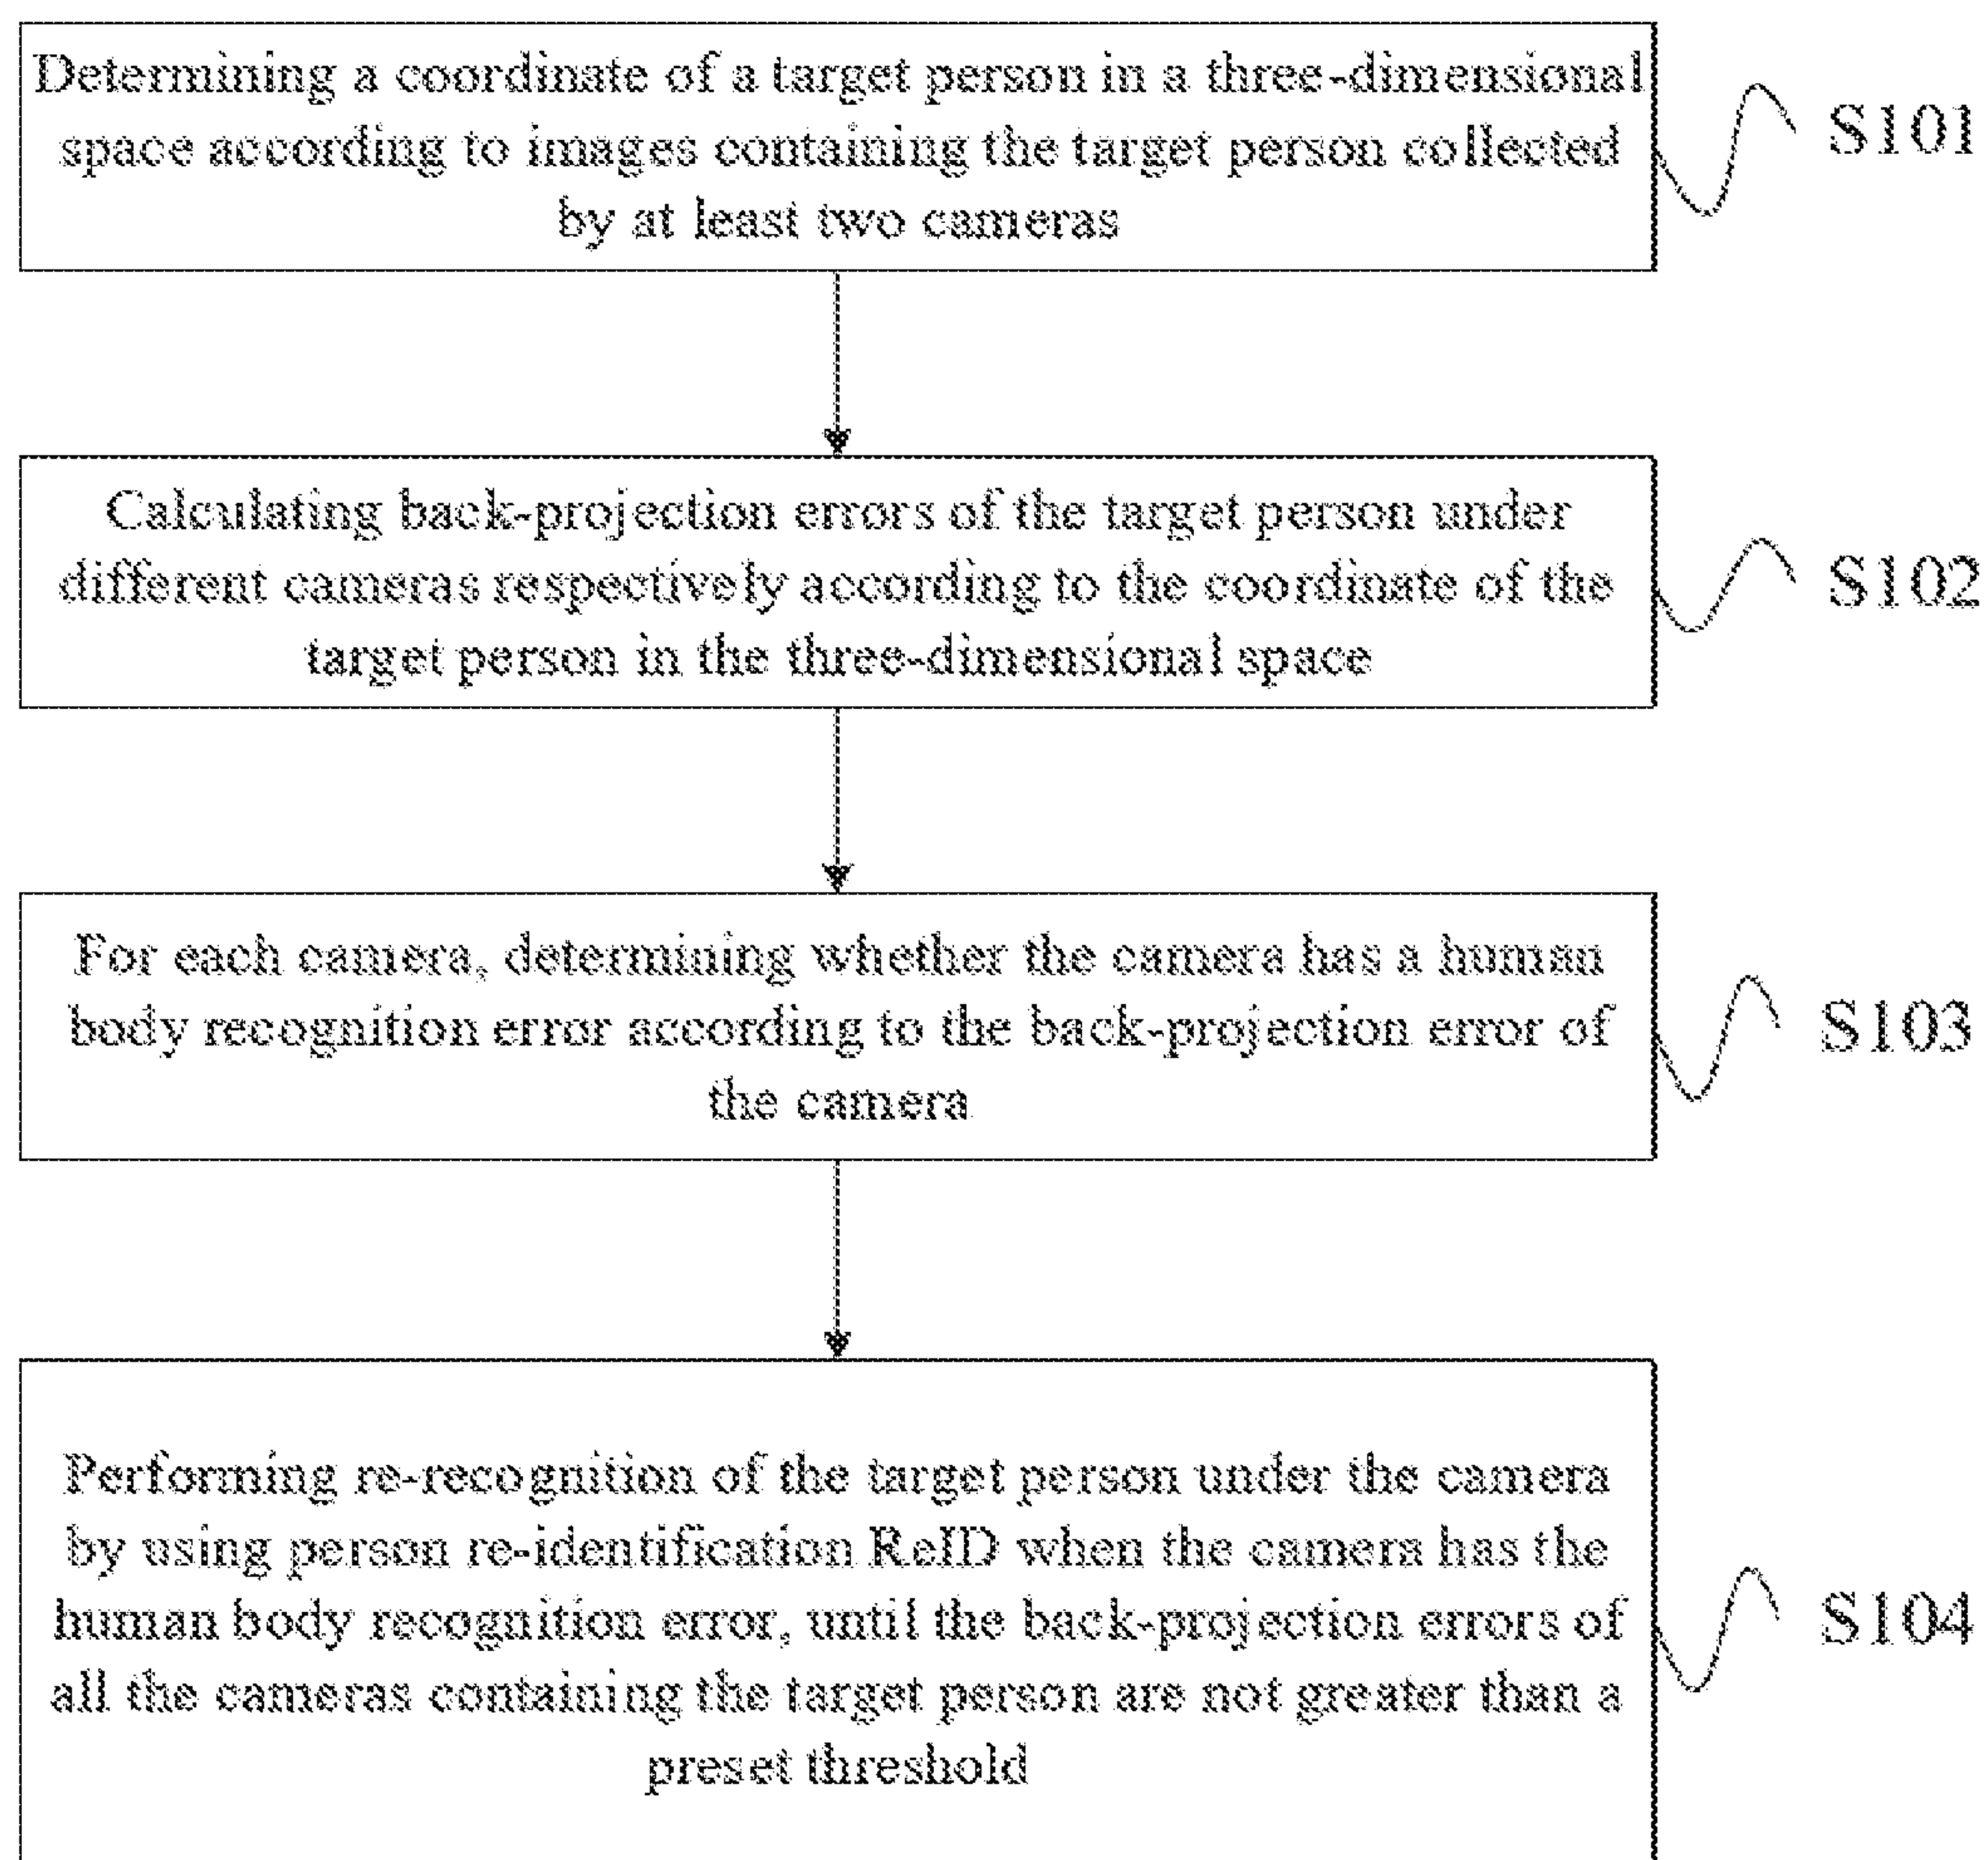 Determining a coordinate of a target person in a three-dimensional
space according to images containing the target person collected
by at least two cameras
S101
Calculating back-projection errors of the target person under
different cameras respectively according to the coordinate of the
target person in the three-dimensional space
S102
For each camera, determining whether the camera has a human
body recognition error according to the back-projection error of
the camera
S103
Performing re-recognition of the target person under the camera
by using person re-identification ReID when the camera has the
human body recognition error, until the back-projection errors of
all the cameras containing the target person are not greater than a
preset threshold
S104